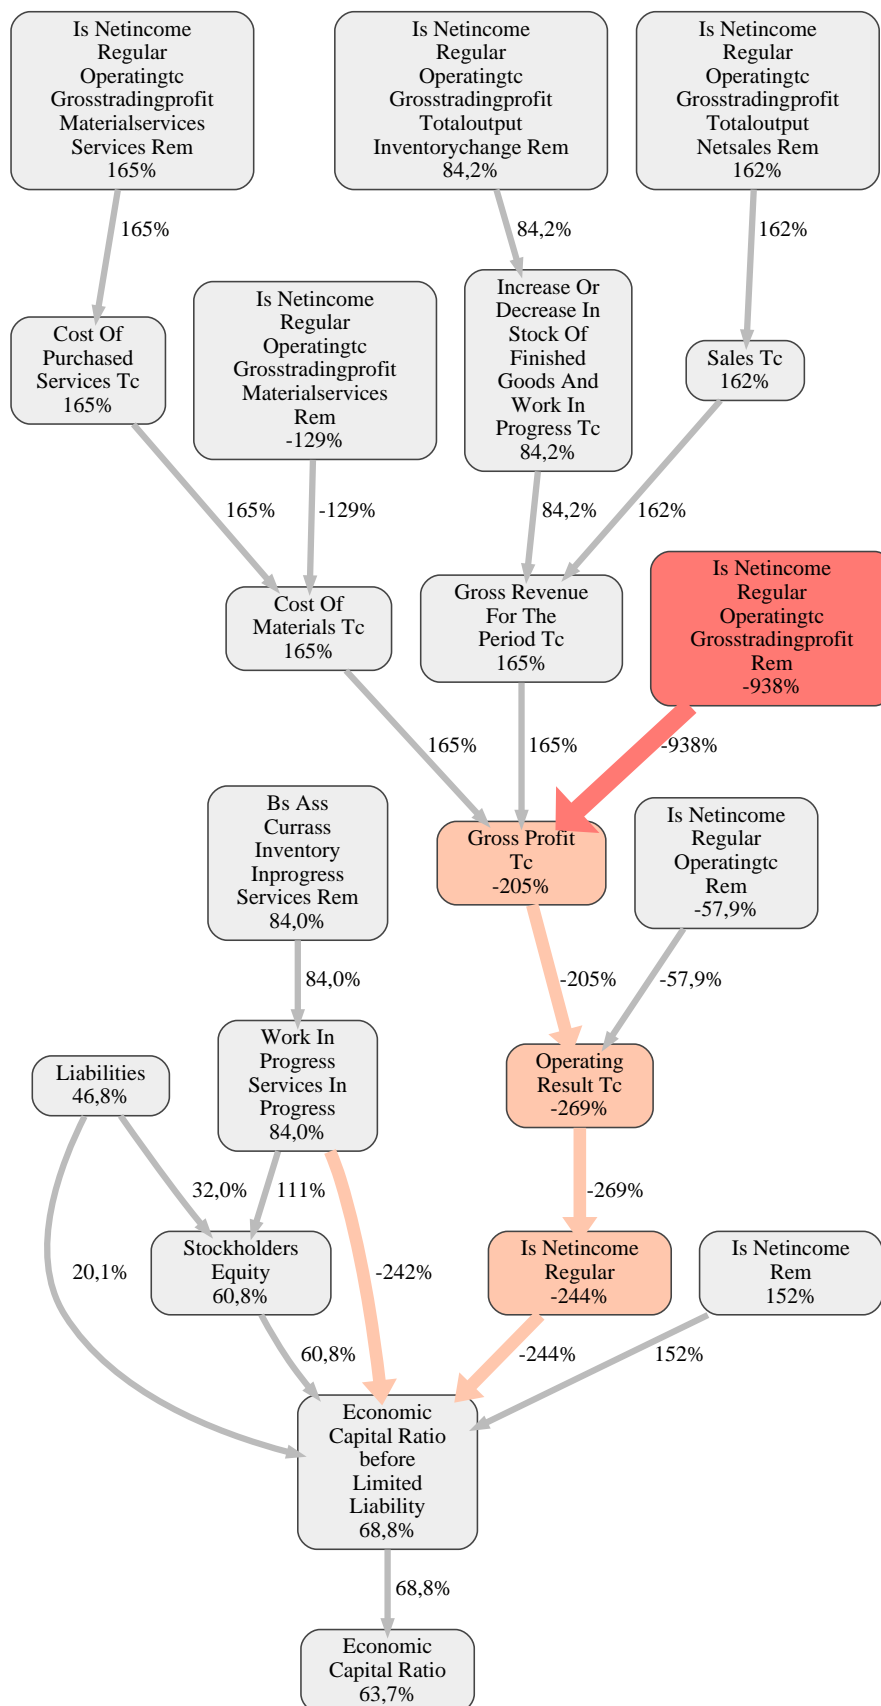 Is Netincome
Regular
Operatingtc
Grosstradingprofit
Materialservices
Services Rem
165%
Is Netincome
Regular
Operatingtc
Grosstradingprofit
Totaloutput
Inventorychange Rem
84,2%
Is Netincome
Regular
Operatingtc
Grosstradingprofit
Totaloutput
Netsales Rem
162%
165%
84,2%
162%
Cost Of
Purchased
Services Tc
165%
Is Netincome
Regular
Operatingtc
Grosstradingprofit
Materialservices
Rem
-129%
Increase Or
Decrease In
Stock Of
Finished
Goods And
Work In
Progress Tc
84,2%
Sales Tc
162%
165%
-129%
84,2%
162%
Cost Of
Materials Tc
165%
Gross Revenue
For The
Period Tc
165%
Is Netincome
Regular
Operatingtc
Grosstradingprofit
Rem
-938%
165%
165%
-938%
Bs Ass
Currass
Inventory
Inprogress
Services Rem
84,0%
Gross Profit
Tc
-205%
Is Netincome
Regular
Operatingtc
Rem
-57,9%
84,0%
-205%
-57,9%
Liabilities
46,8%
Work In
Progress
Services In
Progress
84,0%
Operating
Result Tc
-269%
32,0%
111%
-269%
20,1%
Stockholders
Equity
60,8%
-242%
Is Netincome
Regular
-244%
Is Netincome
Rem
152%
60,8%
-244%
152%
Economic
Capital Ratio
before
Limited
Liability
68,8%
68,8%
Economic
Capital Ratio
63,7%